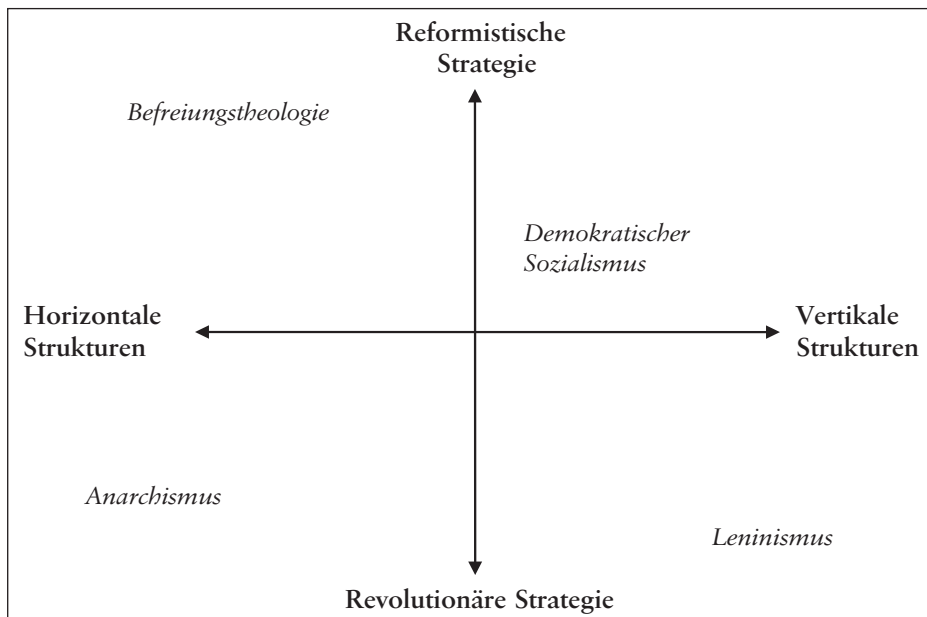 Reformistische
Strategie
Befreiungstheologie
Demokratischer
Sozialismus
Horizontale
Strukturen
Vertikale
Strukturen
Anarchismus
Leninismus
Revolutionäre Strategie